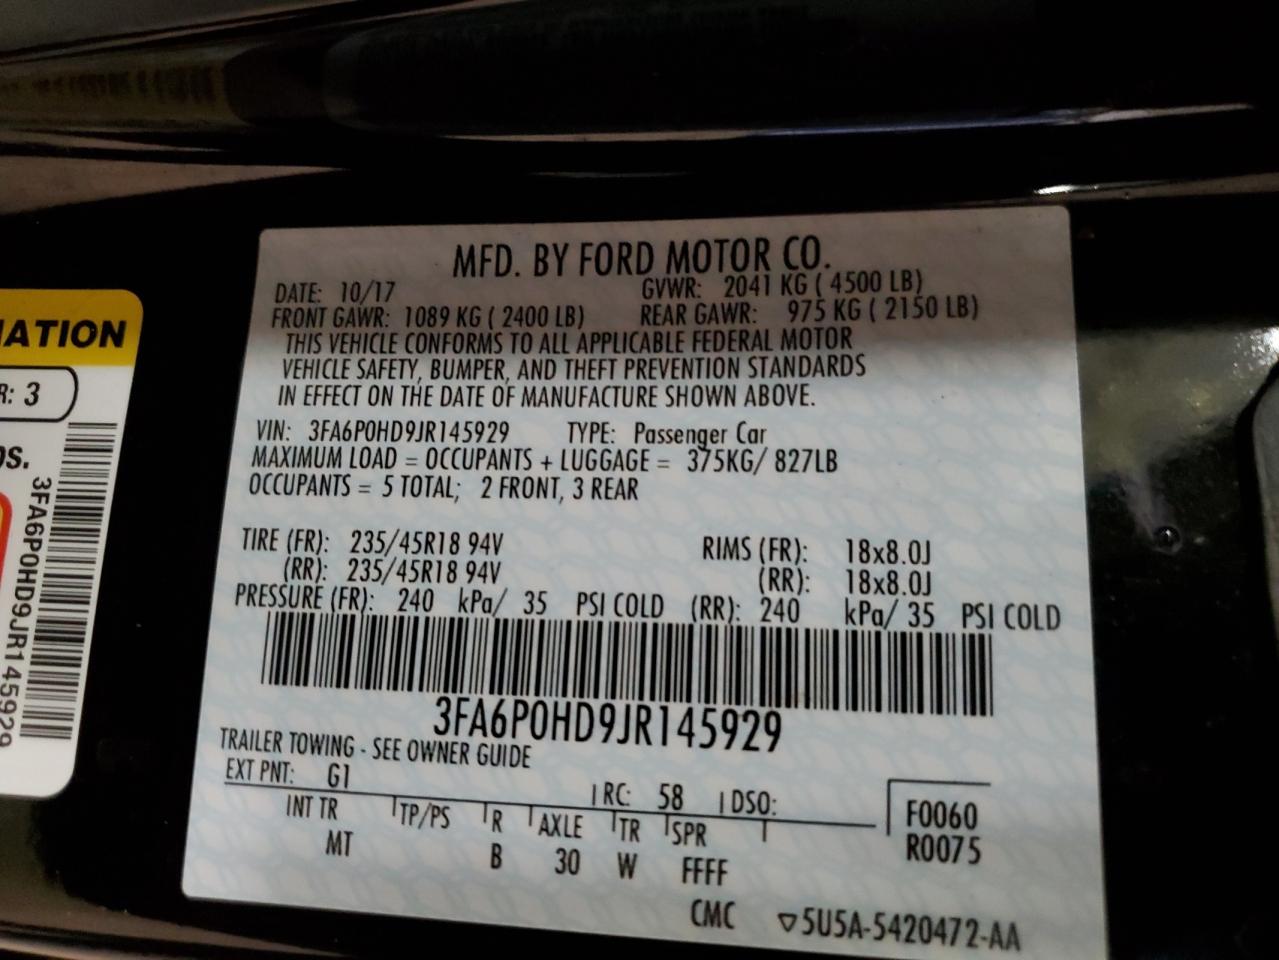 MFD. BY FORD MOTOR CO.
DATE: 10/17 GVWR: 2041 KG ( 4500 LB)
FRONT GAWR: 1089 KG ( 2400 LB) REAR GAWR: 975 KG ( 2150 LB)
THIS VEHICLE CONFORMS TO ALL APPLICABLE FEDERAL MOTOR
VEHICLE SAFETY, BUMPER, AND THEFT PREVENTION STANDARDS
IN EFFECT ON THE DATE OF MANUFACTURE SHOWN ABOVE.
VIN: 3FA6P0HD9JR145929 TYPE: Passenger Car
MAXIMUM LOAD = OCCUPANTS + LUGGAGE = 375KG/ 827LB
OCCUPANTS = 5 TOTAL; 2 FRONT, 3 REAR
TIRE (FR): 235/45R18 94V RIMS (FR): 18x8.0J
(RR): 235/45R18 94V (RR): 18x8.0J
PRESSURE (FR): 240 kPa/ 35 PSI COLD (RR): 240 kPa/ 35 PSI COLD
3FA6P0HD9JR145929
TRAILER TOWING - SEE OWNER GUIDE
EXT PNT: G1 RC: 58 DSO:
INT TR TP/PS R AXLE TR SPR
MT B 30 W FFFF
F0060
R0075
CMC ▽5U5A-5420472-AA
ATION
R: 3
OS.
3FA6P0HD9JR145929